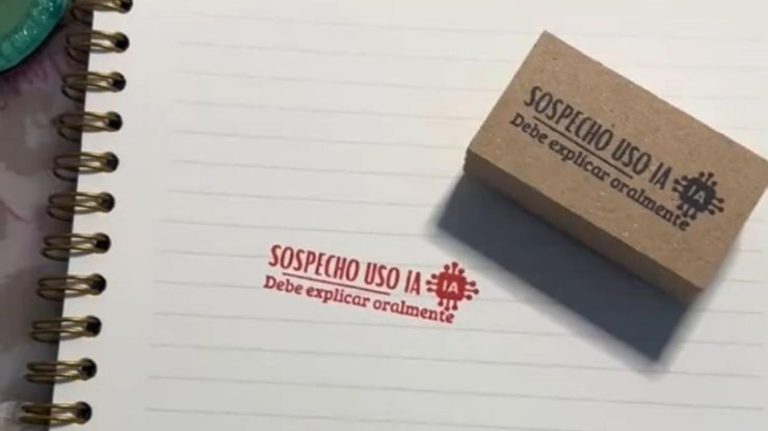 SOSPECHO USO IA
Debe explicar oralmente
IA
SOSPECHO USO IA
Debe explicar oralmente
IA